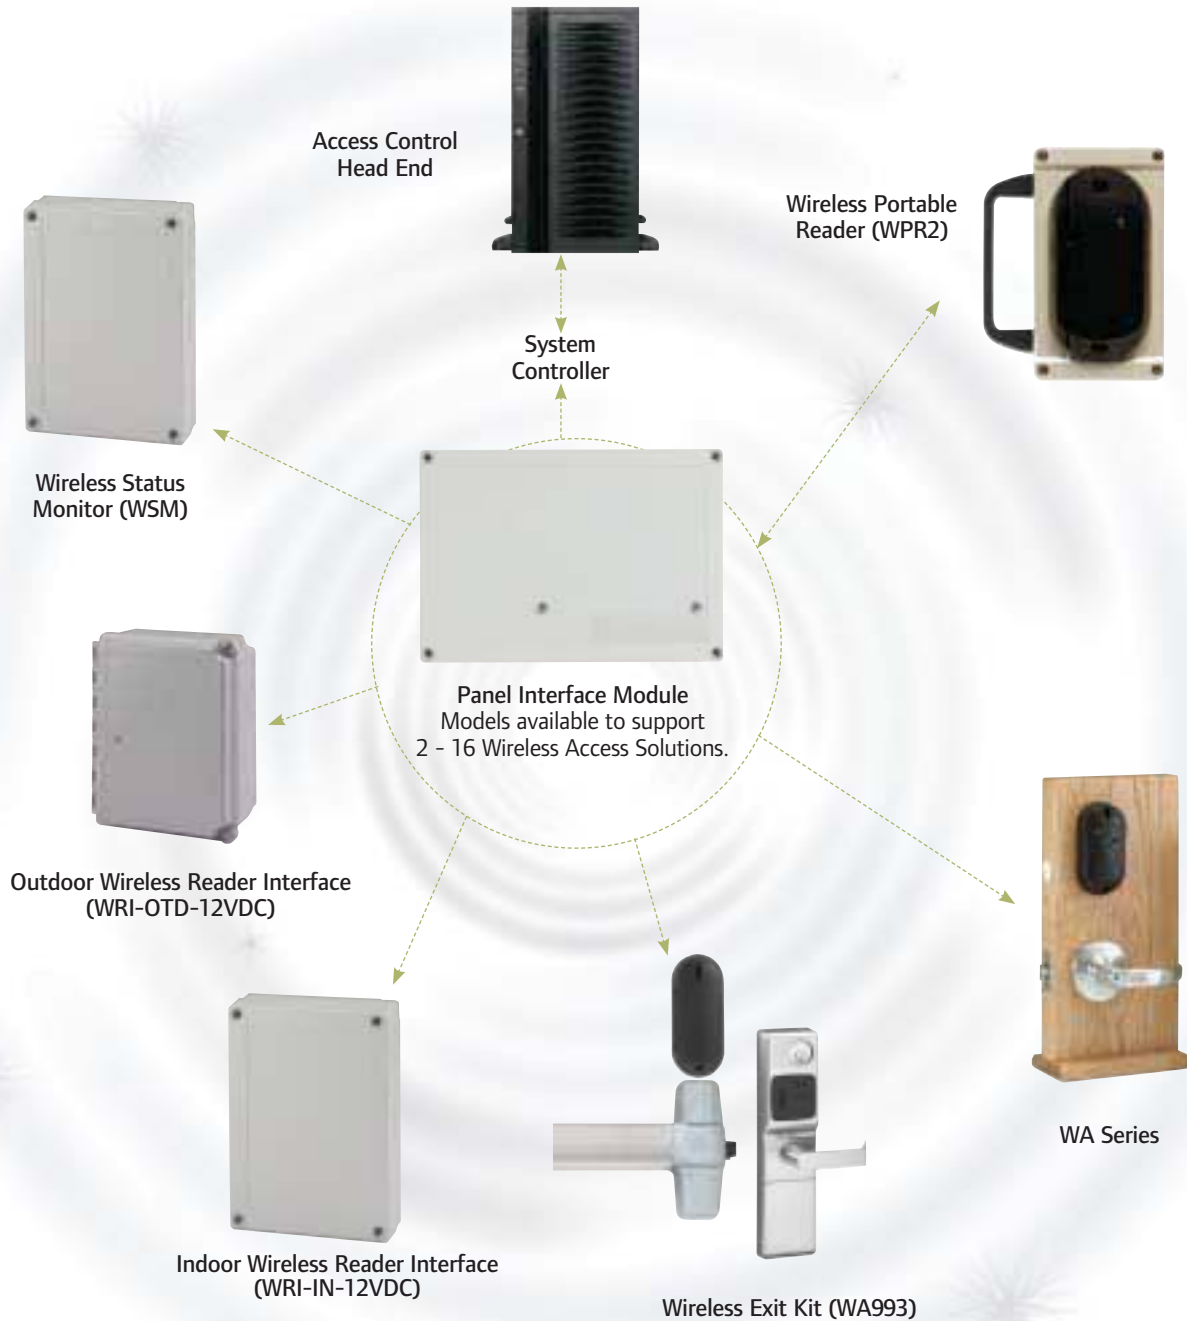 Access Control
Head End
Wireless Portable
Reader (WPR2)
System
Controller
Wireless Status
Monitor (WSM)
Panel Interface Module
Models available to support
2 - 16 Wireless Access Solutions.
Outdoor Wireless Reader Interface
(WRI-OTD-12VDC)
WA Series
Indoor Wireless Reader Interface
(WRI-IN-12VDC)
Wireless Exit Kit (WA993)